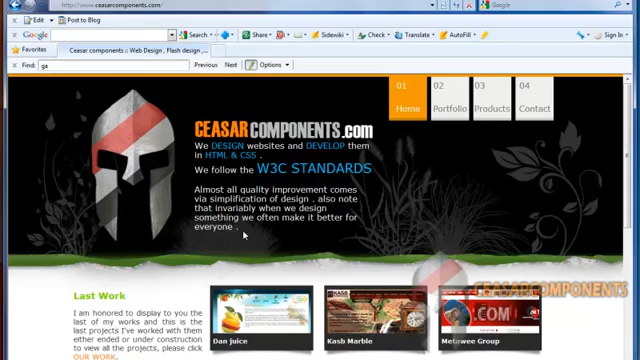 http://www.ceasarcomponents.com/
Google
Edit Post to Blog
Google Search Share Sidewiki Check Translate AutoFill Sign In
Favorites Ceasar components :: Web Design , Flash design , ...
Find: ga Previous Next Options
01 02 03 04
Home Portfolio Products Contact
CEASARCOMPONENTS.com
We DESIGN websites and DEVELOP them
in HTML & CSS .
We follow the W3C STANDARDS
Almost all quality improvement comes
via simplification of design . also note
that invariably when we design
something we often make it better for
everyone .
Last Work
I am honored to display to you the
last of my works and this is the
last projects I've worked with them
either ended or under construction
to view all the projects, please click
OUR WORK.
Dan juice
Kasb Marble
Metawee Group
CEASARCOMPONENTS
.COM